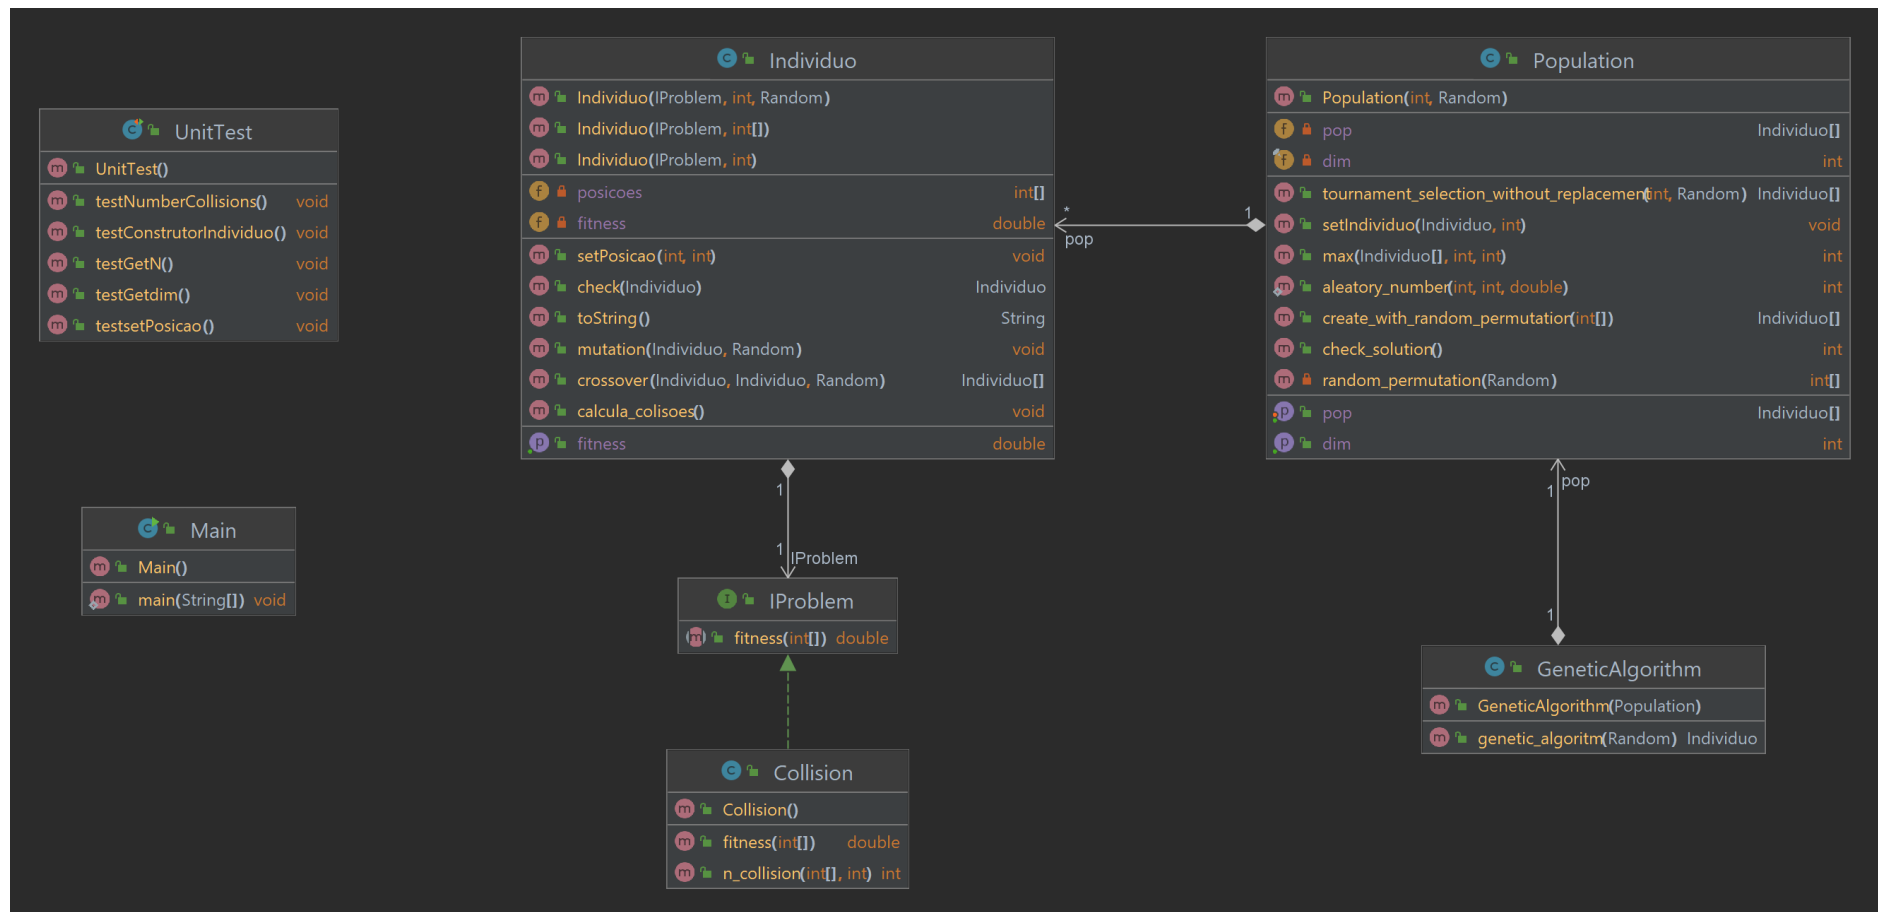 UnitTest
UnitTest()
testNumberCollisions() void
testConstrutorIndividuo() void
testGetN() void
testGetdim() void
testsetPosicao() void
Main
Main()
main(String[]) void
Individuo
Individuo(IProblem, int, Random)
Individuo(IProblem, int[])
Individuo(IProblem, int)
posicoes int[]
fitness double
setPosicao(int, int) void
check(Individuo) Individuo
toString() String
mutation(Individuo, Random) void
crossover(Individuo, Individuo, Random) Individuo[]
calcula_colisoes() void
fitness double
* 1
pop
Population
Population(int, Random)
pop Individuo[]
dim int
tournament_selection_without_replacement(int, Random) Individuo[]
setIndividuo(Individuo, int) void
max(Individuo[], int, int) int
aleatory_number(int, int, double) int
create_with_random_permutation(int[]) Individuo[]
check_solution() int
random_permutation(Random) int[]
pop Individuo[]
dim int
1
1 IProblem
IProblem
fitness(int[]) double
Collision
Collision()
fitness(int[]) double
n_collision(int[], int) int
1 pop
1
GeneticAlgorithm
GeneticAlgorithm(Population)
genetic_algoritm(Random) Individuo